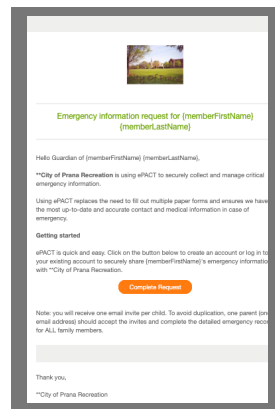 Emergency information request for {memberFirstName}
{memberLastName}
Hello Guardian of {memberFirstName} {memberLastName},
**City of Prana Recreation is using ePACT to securely collect and manage critical
emergency information.
Using ePACT replaces the need to fill out multiple paper forms and ensures we have
the most up-to-date and accurate contact and medical information in case of
emergency.
Getting started
ePACT is quick and easy. Click on the button below to create an account or log in to
your existing account to securely share {memberFirstName}'s emergency informatio
with **City of Prana Recreation.
Complete Request
Note: you will receive one email invite per child. To avoid duplication, one parent (on
email address) should accept the invites and complete the detailed emergency recor
for ALL family members.
Thank you,
**City of Prana Recreation